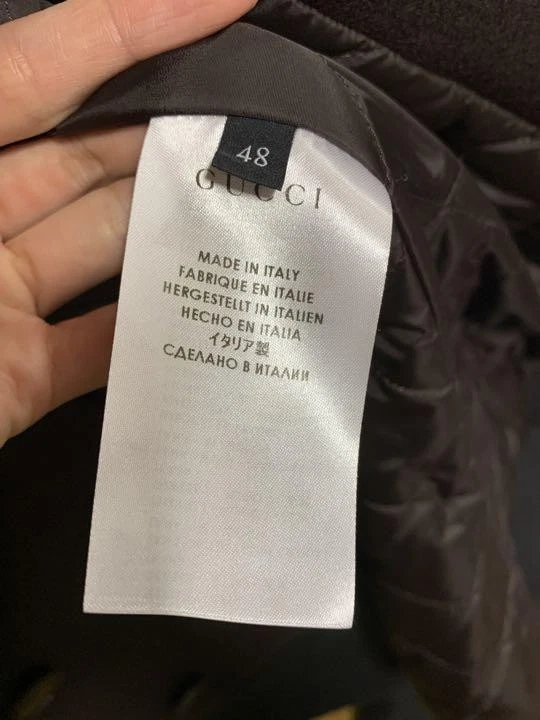 48
GUCCI
MADE IN ITALY
FABRIQUE EN ITALIE
HERGESTELLT IN ITALIEN
HECHO EN ITALIA
イタリア製
СДЕЛАНО В ИТАЛИИ